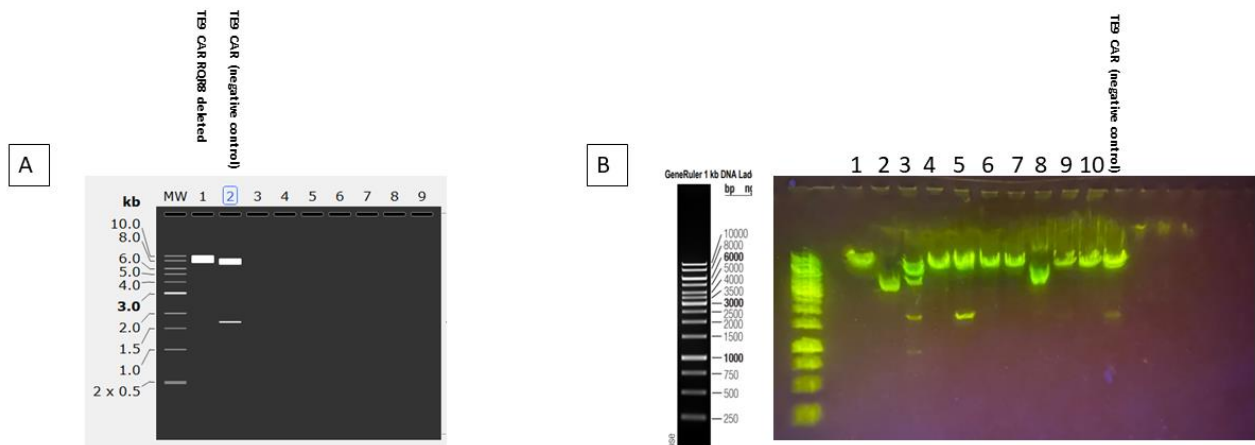 TE9 CAR RQR8 deleted
TE9 CAR (negative control)
A
kb
MW 1 2 3 4 5 6 7 8 9
10.0
8.0
6.0
5.0
4.0
3.0
2.0
1.5
1.0
2 x 0.5
B
TE9 CAR (negative control)
1 2 3 4 5 6 7 8 9 10
GeneRuler 1 kb DNA Lad
bp
10000
8000
6000
5000
4000
3500
3000
2500
2000
1500
1000
750
500
250